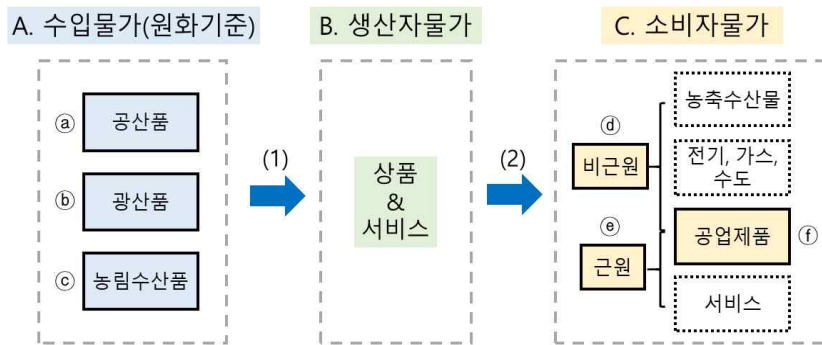 A. 수입물가(원화기준)
B. 생산자물가
C. 소비자물가
ⓐ 공산품
ⓑ 광산품
ⓒ 농림수산품
(1)
상품
&
서비스
(2)
ⓓ
비근원
ⓔ
근원
농축수산물
전기, 가스,
수도
공업제품 ⓕ
서비스